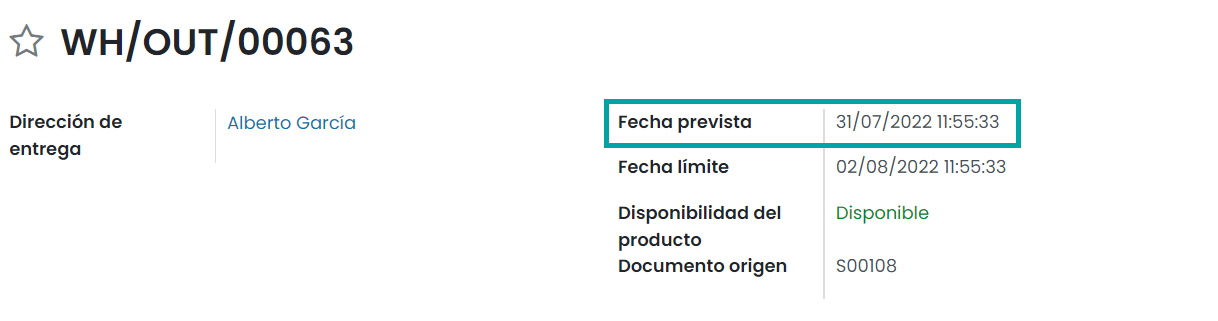 WH/OUT/00063
Dirección de
entrega
Alberto García
Fecha prevista
31/07/2022 11:55:33
Fecha límite
02/08/2022 11:55:33
Disponibilidad del
producto
Disponible
Documento origen
S00108